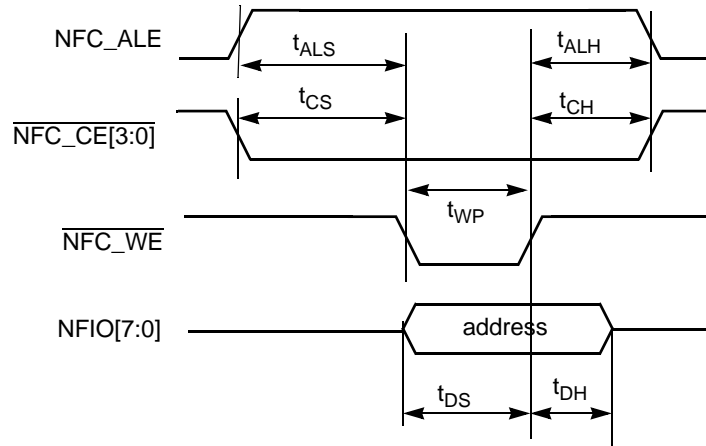 NFC_ALE
tALS
tALH
tCS
tCH
NFC_CE[3:0]
tWP
NFC_WE
NFIO[7:0]
address
tDS
tDH